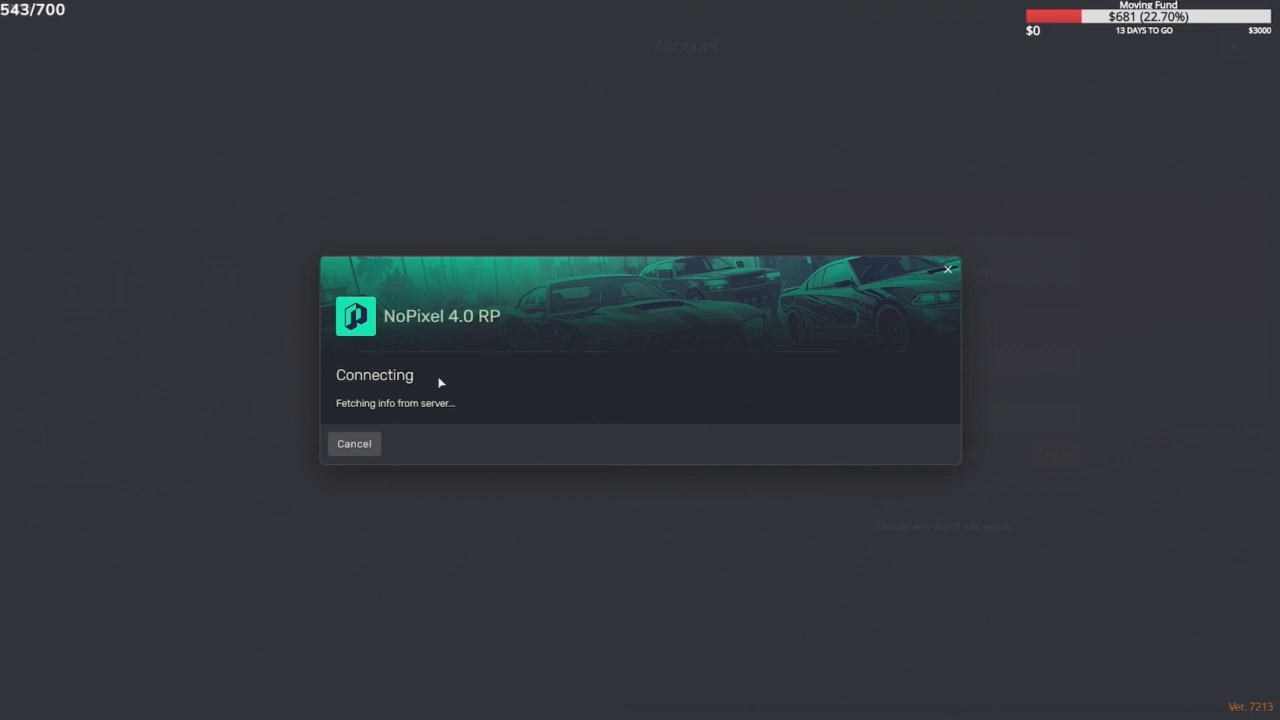 543/700
Moving Fund
$681 (22.70%)
$0
13 DAYS TO GO
$3000
Account
NoPixel 4.0 RP
Connecting
Fetching info from server...
Cancel
Ver. 7213